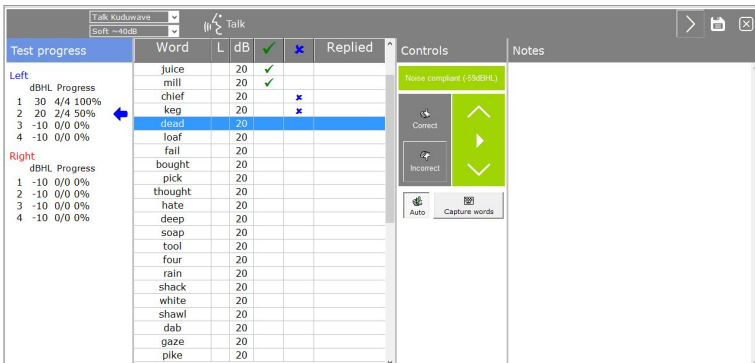 Talk Kuduwave
Soft ~40dB
Talk
Test progress
Left
dBHL Progress
1 30 4/4 100%
2 20 2/4 50%
3 -10 0/0 0%
4 -10 0/0 0%
Right
dBHL Progress
1 -10 0/0 0%
2 -10 0/0 0%
3 -10 0/0 0%
4 -10 0/0 0%
Word L dB Replied
juice 20
mill 20
chief 20
keg 20
dead 20
loaf 20
fail 20
bought 20
pick 20
thought 20
hate 20
deep 20
soap 20
tool 20
four 20
rain 20
shack 20
white 20
shawl 20
dab 20
gaze 20
pike 20
Controls
Noise compliant (-59dBHL)
Correct
Incorrect
Auto
Capture words
Notes